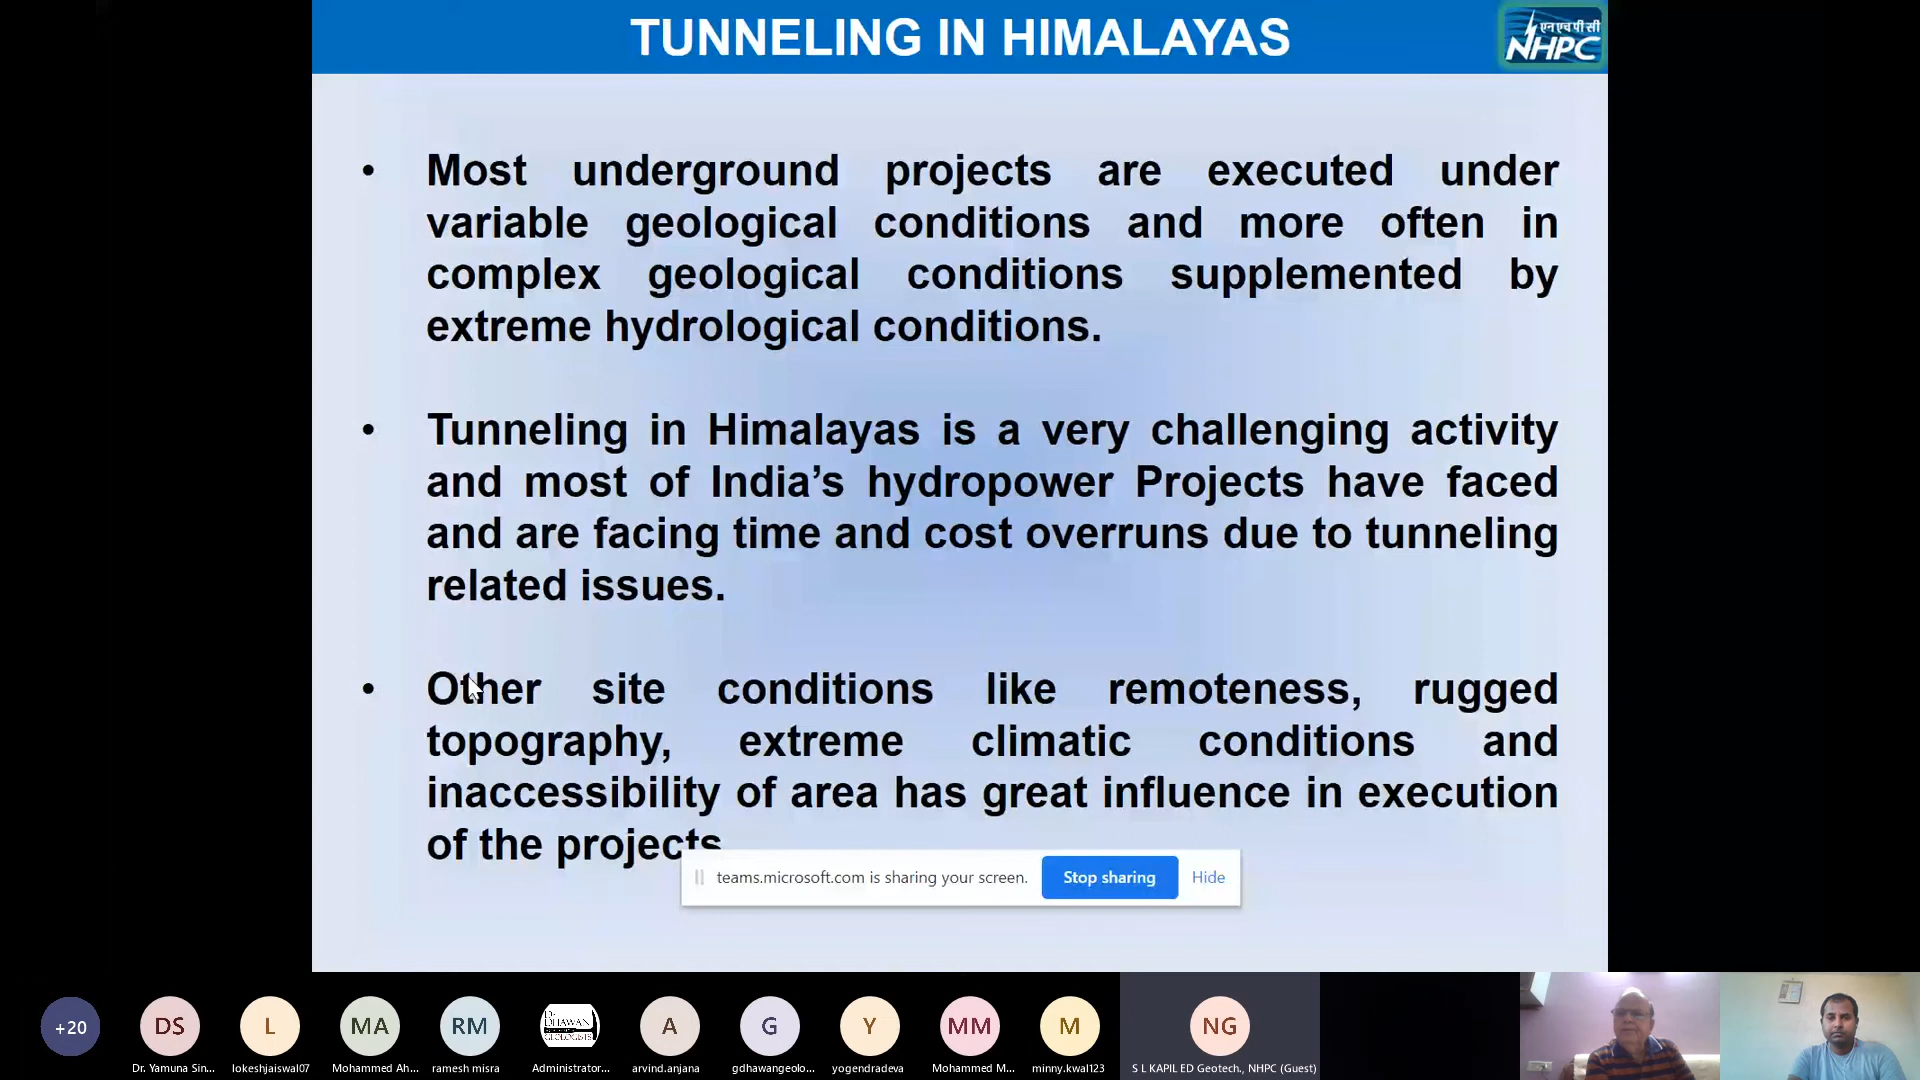 TUNNELING IN HIMALAYAS
एनएचपीसी
NHPC
• Most underground projects are executed under
variable geological conditions and more often in
complex geological conditions supplemented by
extreme hydrological conditions.
• Tunneling in Himalayas is a very challenging activity
and most of India’s hydropower Projects have faced
and are facing time and cost overruns due to tunneling
related issues.
• Other site conditions like remoteness, rugged
topography, extreme climatic conditions and
inaccessibility of area has great influence in execution
of the projects
teams.microsoft.com is sharing your screen.
Stop sharing
Hide
+20
DS
L
MA
RM
DHAWAN
GEOLOGISTS
A
G
Y
MM
M
NG
Dr. Yamuna Sin...
lokeshjaiswal07
Mohammed Ah...
ramesh misra
Administrator...
arvind.anjana
gdhawangeolo...
yogendradeva
Mohammed M...
minny.kwal123
S L KAPIL ED Geotech., NHPC (Guest)